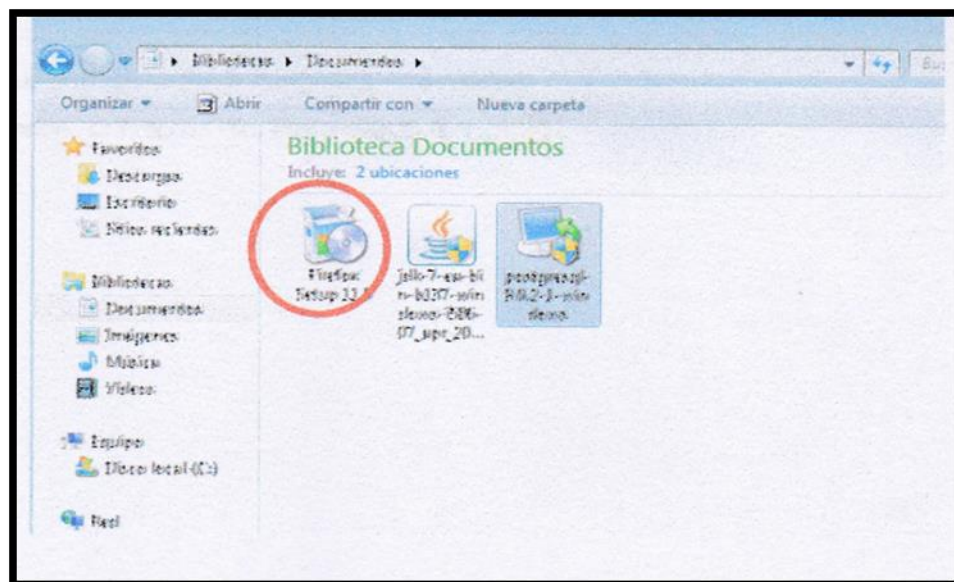 Bibliotecas ▸ Documentos ▸
Organizar
Abrir
Compartir con
Nueva carpeta
Favoritos
Descargas
Escritorio
Sitios recientes
Bibliotecas
Documentos
Imágenes
Música
Vídeos
Equipo
Disco local (C:)
Red
Biblioteca Documentos
Incluye: 2 ubicaciones
Firefox
Setup
07_apr_20...